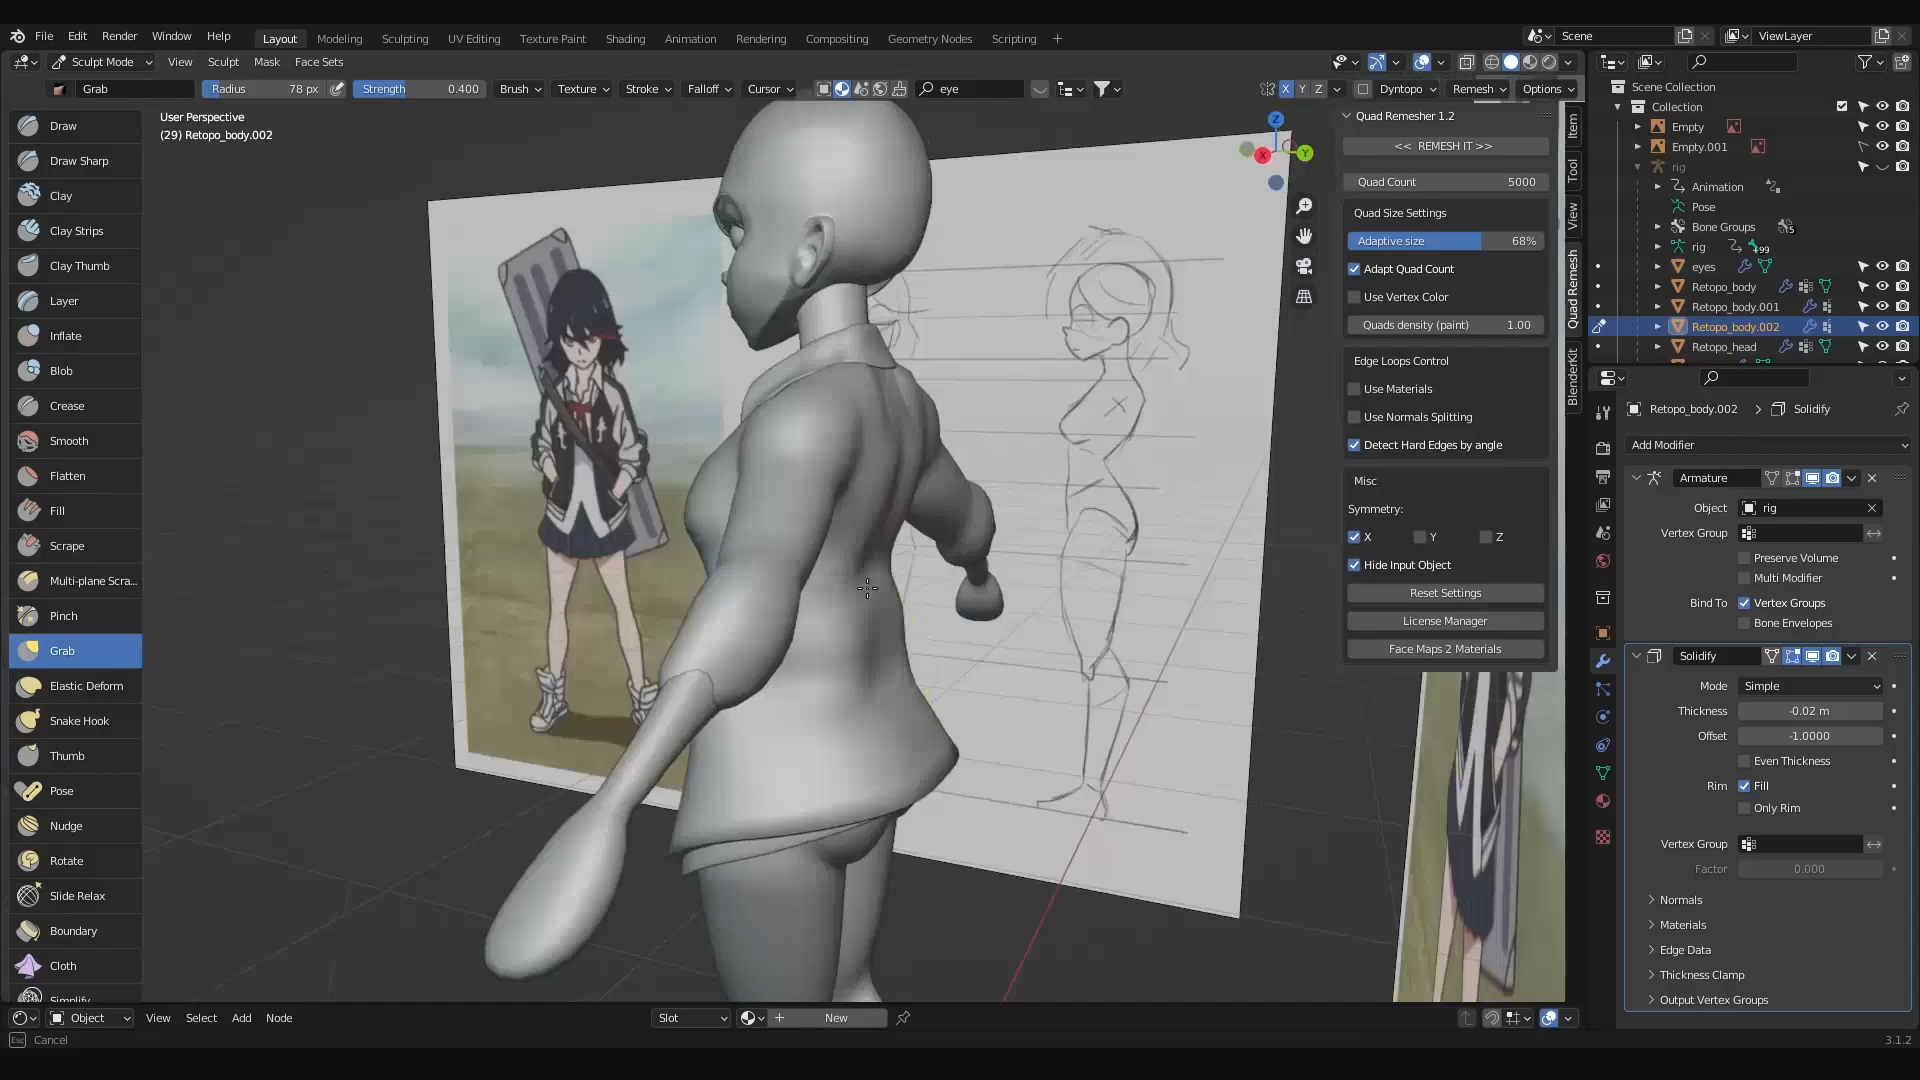 File Edit Render Window Help Layout Modeling Sculpting UV Editing Texture Paint Shading Animation Rendering Compositing Geometry Nodes Scripting + Scene ViewLayer
Sculpt Mode View Sculpt Mask Face Sets
Grab Radius 78 px Strength 0.400 Brush Texture Stroke Falloff Cursor eye X Y Z Dyntopo Remesh Options
User Perspective
(29) Retopo_body.002
Draw
Draw Sharp
Clay
Clay Strips
Clay Thumb
Layer
Inflate
Blob
Crease
Smooth
Flatten
Fill
Scrape
Multi-plane Scra...
Pinch
Grab
Elastic Deform
Snake Hook
Thumb
Pose
Nudge
Rotate
Slide Relax
Boundary
Cloth
Simplify
Z
X
Y
Quad Remesher 1.2
<< REMESH IT >>
Quad Count 5000
Quad Size Settings
Adaptive size 68%
Adapt Quad Count
Use Vertex Color
Quads density (paint) 1.00
Edge Loops Control
Use Materials
Use Normals Splitting
Detect Hard Edges by angle
Misc
Symmetry:
X Y Z
Hide Input Object
Reset Settings
License Manager
Face Maps 2 Materials
Item
Tool
View
Quad Remesh
BlenderKit
Scene Collection
Collection
Empty
Empty.001
rig
Animation
Pose
Bone Groups 5
rig +99
eyes
Retopo_body
Retopo_body.001
Retopo_body.002
Retopo_head
Retopo_body.002 > Solidify
Add Modifier
Armature
Object rig
Vertex Group
Preserve Volume
Multi Modifier
Bind To Vertex Groups
Bone Envelopes
Solidify
Mode Simple
Thickness -0.02 m
Offset -1.0000
Even Thickness
Rim Fill
Only Rim
Vertex Group
Factor 0.000
Normals
Materials
Edge Data
Thickness Clamp
Output Vertex Groups
Object View Select Add Node Slot + New
Esc Cancel 3.1.2